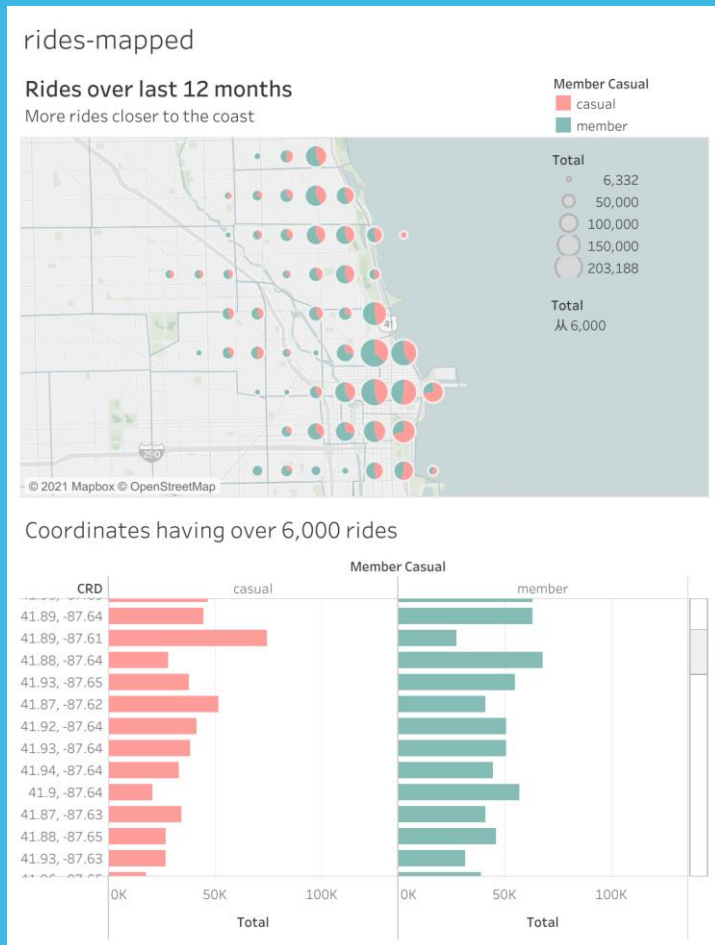 rides-mapped
Rides over last 12 months
More rides closer to the coast
Member Casual
casual
member
Total
6,332
50,000
100,000
150,000
203,188
Total
6,000
41
290
© 2021 Mapbox © OpenStreetMap
Coordinates having over 6,000 rides
Member Casual
CRD casual member
41.89, -87.64
41.89, -87.61
41.88, -87.64
41.93, -87.65
41.87, -87.62
41.92, -87.64
41.93, -87.64
41.94, -87.64
41.9, -87.64
41.87, -87.63
41.88, -87.65
41.93, -87.63
0K 50K 100K 0K 50K 100K
Total Total